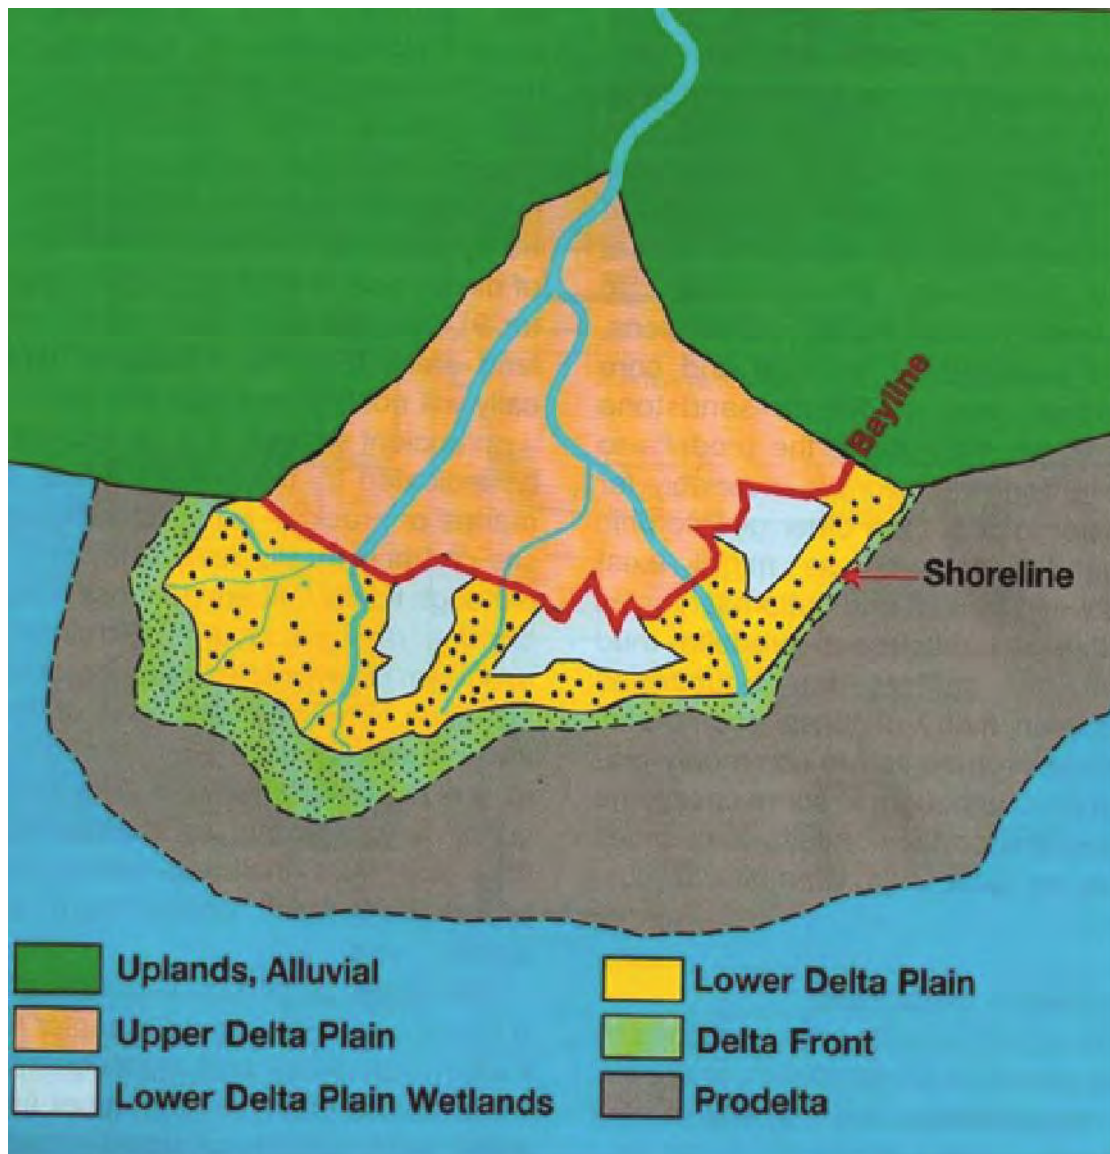 Bayline
Shoreline
Uplands, Alluvial
Upper Delta Plain
Lower Delta Plain Wetlands
Lower Delta Plain
Delta Front
Prodelta